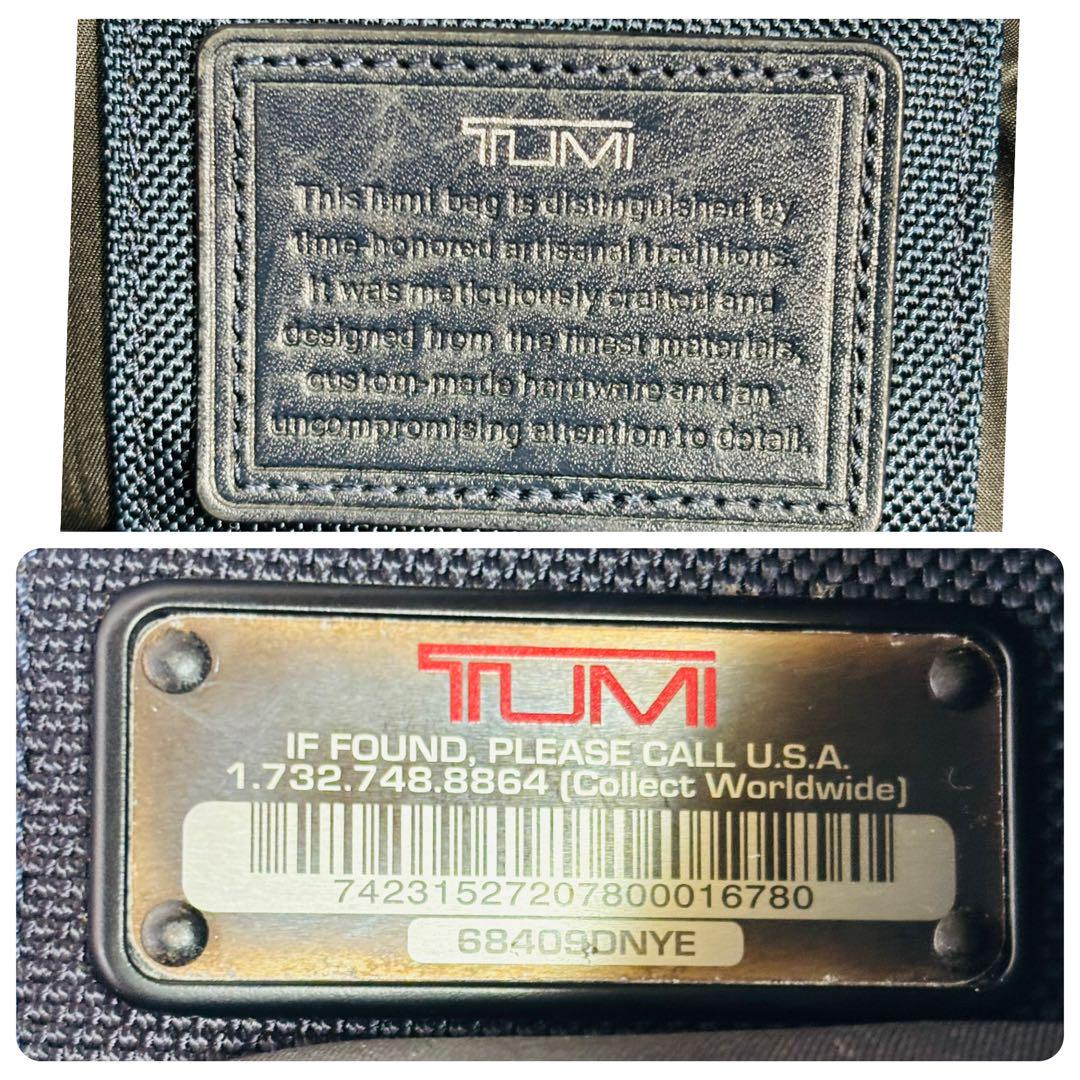 TUMI
This Tumi bag is distinguished by
time-honored artisanal traditions.
It was meticulously crafted and
designed from the finest materials,
custom-made hardware and an
uncompromising attention to detail.
TUMI
IF FOUND, PLEASE CALL U.S.A.
1.732.748.8864 (Collect Worldwide)
74231527207800016780
68409DNYE